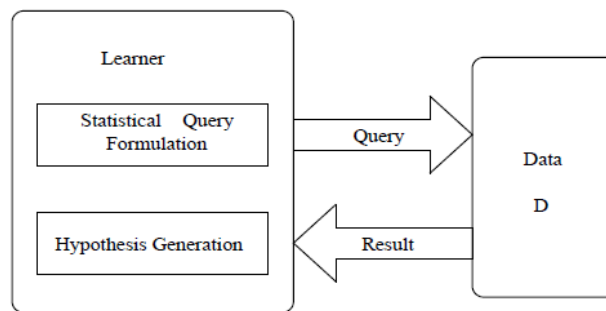 Learner
Statistical Query
Formulation
Query
Data
D
Hypothesis Generation
Result